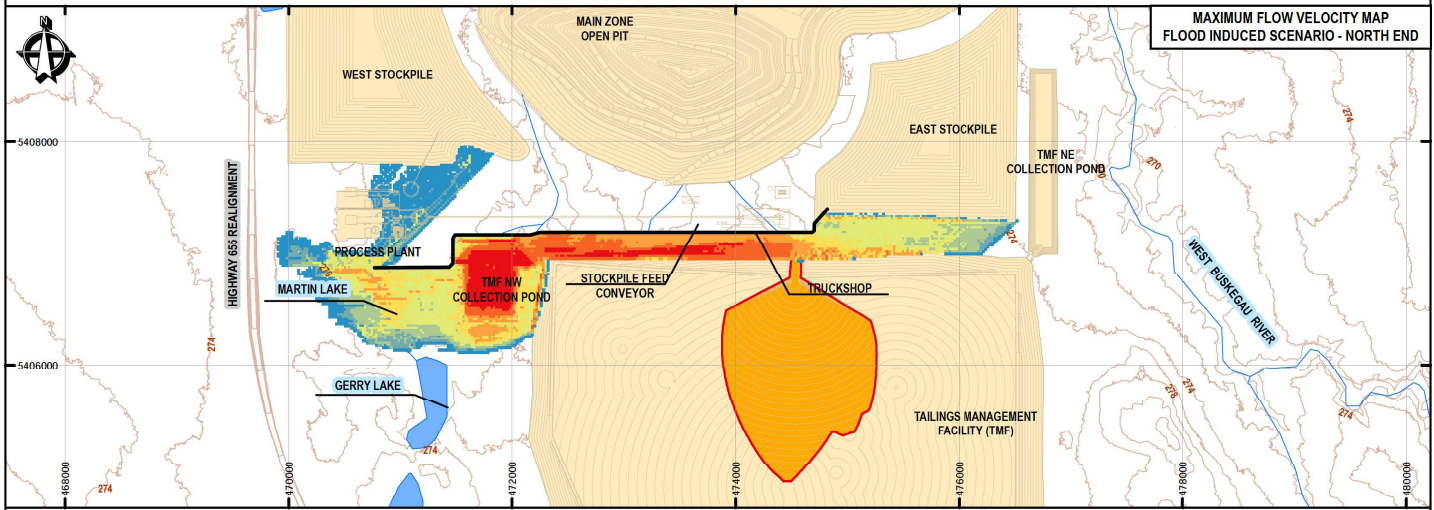 N
MAXIMUM FLOW VELOCITY MAP
FLOOD INDUCED SCENARIO - NORTH END
MAIN ZONE
OPEN PIT
WEST STOCKPILE
EAST STOCKPILE
TMF NE
COLLECTION POND
274
270
5408000
HIGHWAY 655 REALIGNMENT
PROCESS PLANT
274
MARTIN LAKE
TMF NW
COLLECTION POND
STOCKPILE FEED
CONVEYOR
TRUCKSHOP
WEST BUSKEGAU RIVER
274
5406000
GERRY LAKE
274
278
274
274
TAILINGS MANAGEMENT
FACILITY (TMF)
274
468000
470000
472000
474000
476000
478000
480000